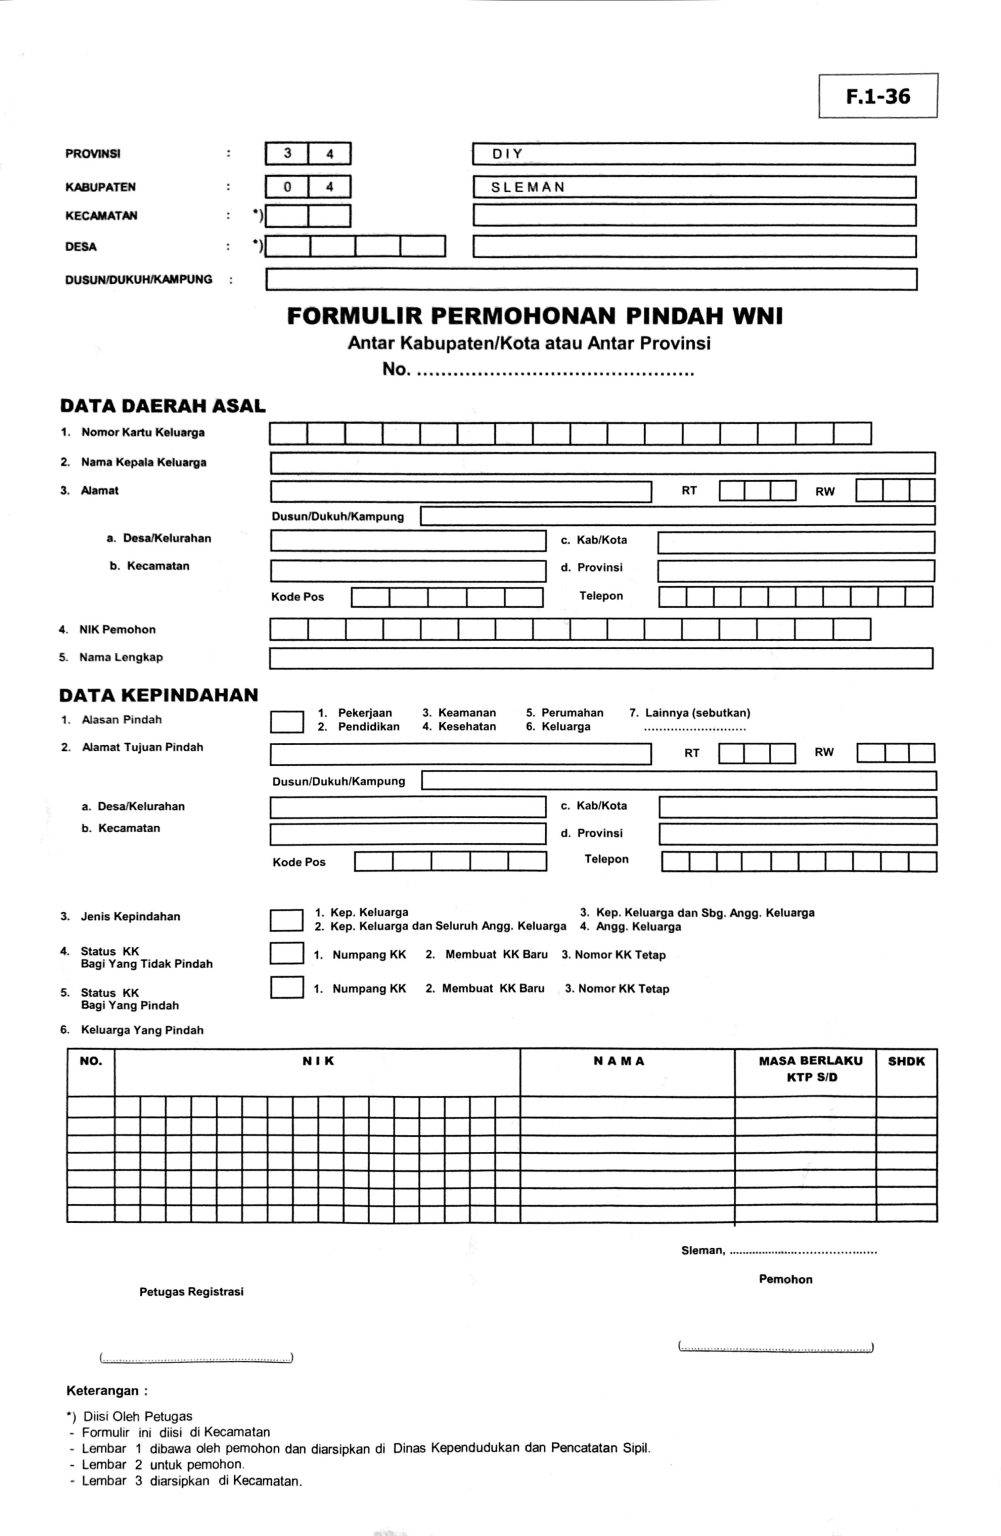 F.1-36
PROVINSI : 3 4 DIY
KABUPATEN : 0 4 SLEMAN
KECAMATAN : *)
DESA : *)
DUSUN/DUKUH/KAMPUNG :
FORMULIR PERMOHONAN PINDAH WNI
Antar Kabupaten/Kota atau Antar Provinsi
No. ..............................................
DATA DAERAH ASAL
1. Nomor Kartu Keluarga
2. Nama Kepala Keluarga
3. Alamat RT RW
Dusun/Dukuh/Kampung
a. Desa/Kelurahan c. Kab/Kota
b. Kecamatan d. Provinsi
Kode Pos Telepon
4. NIK Pemohon
5. Nama Lengkap
DATA KEPINDAHAN
1. Alasan Pindah 1. Pekerjaan 3. Keamanan 5. Perumahan 7. Lainnya (sebutkan)
2. Pendidikan 4. Kesehatan 6. Keluarga ...........................
2. Alamat Tujuan Pindah RT RW
Dusun/Dukuh/Kampung
a. Desa/Kelurahan c. Kab/Kota
b. Kecamatan d. Provinsi
Kode Pos Telepon
3. Jenis Kepindahan 1. Kep. Keluarga 3. Kep. Keluarga dan Sbg. Angg. Keluarga
2. Kep. Keluarga dan Seluruh Angg. Keluarga 4. Angg. Keluarga
4. Status KK 1. Numpang KK 2. Membuat KK Baru 3. Nomor KK Tetap
Bagi Yang Tidak Pindah
5. Status KK 1. Numpang KK 2. Membuat KK Baru 3. Nomor KK Tetap
Bagi Yang Pindah
6. Keluarga Yang Pindah
NO. N I K N A M A MASA BERLAKU SHDK
KTP S/D
Sleman, ..........................................
Pemohon
Petugas Registrasi
(......................................................)
(......................................................)
Keterangan :
*) Diisi Oleh Petugas
- Formulir ini diisi di Kecamatan
- Lembar 1 dibawa oleh pemohon dan diarsipkan di Dinas Kependudukan dan Pencatatan Sipil.
- Lembar 2 untuk pemohon.
- Lembar 3 diarsipkan di Kecamatan.